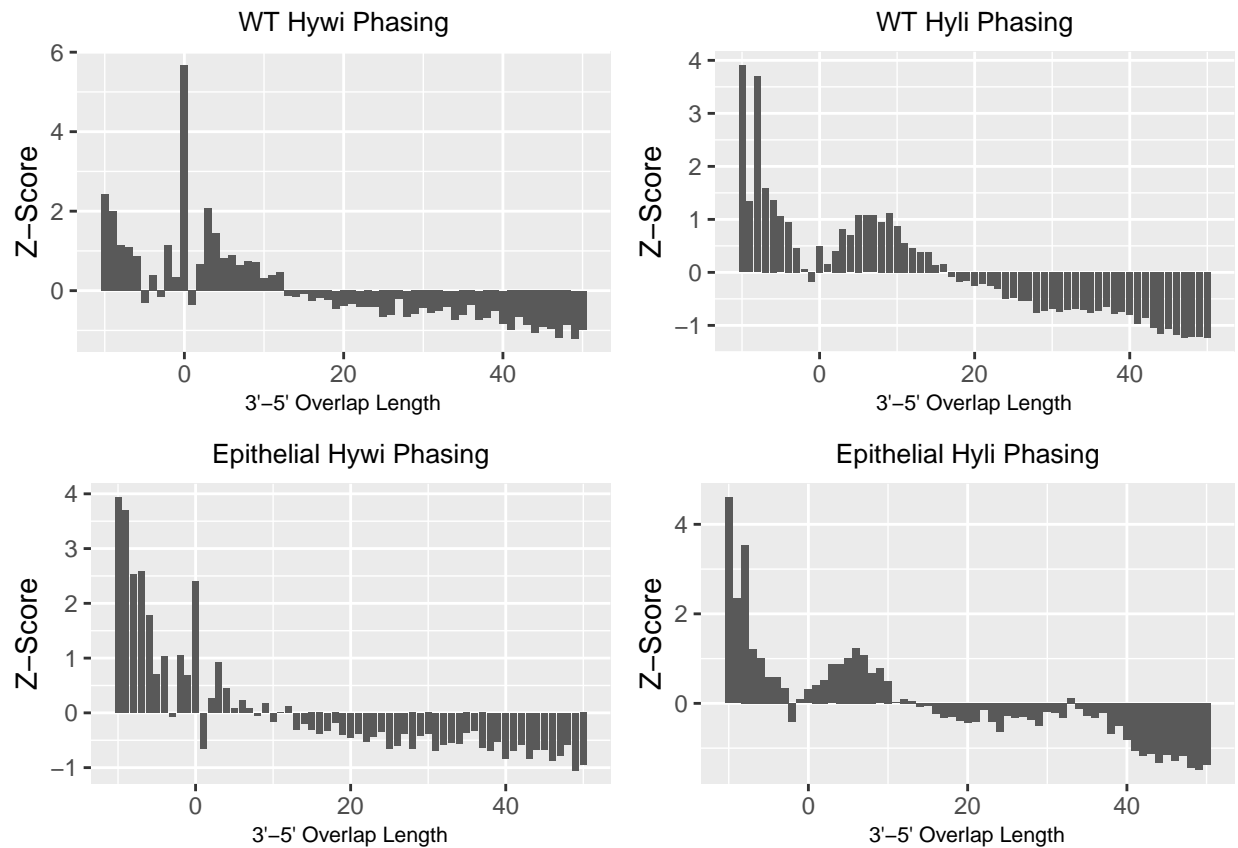 WT Hywi Phasing
Z−Score
6
4
2
0
0 20 40
3'−5' Overlap Length
WT Hyli Phasing
Z−Score
4
3
2
1
0
−1
0 20 40
3'−5' Overlap Length
Epithelial Hywi Phasing
Z−Score
4
3
2
1
0
−1
0 20 40
3'−5' Overlap Length
Epithelial Hyli Phasing
Z−Score
4
2
0
0 20 40
3'−5' Overlap Length